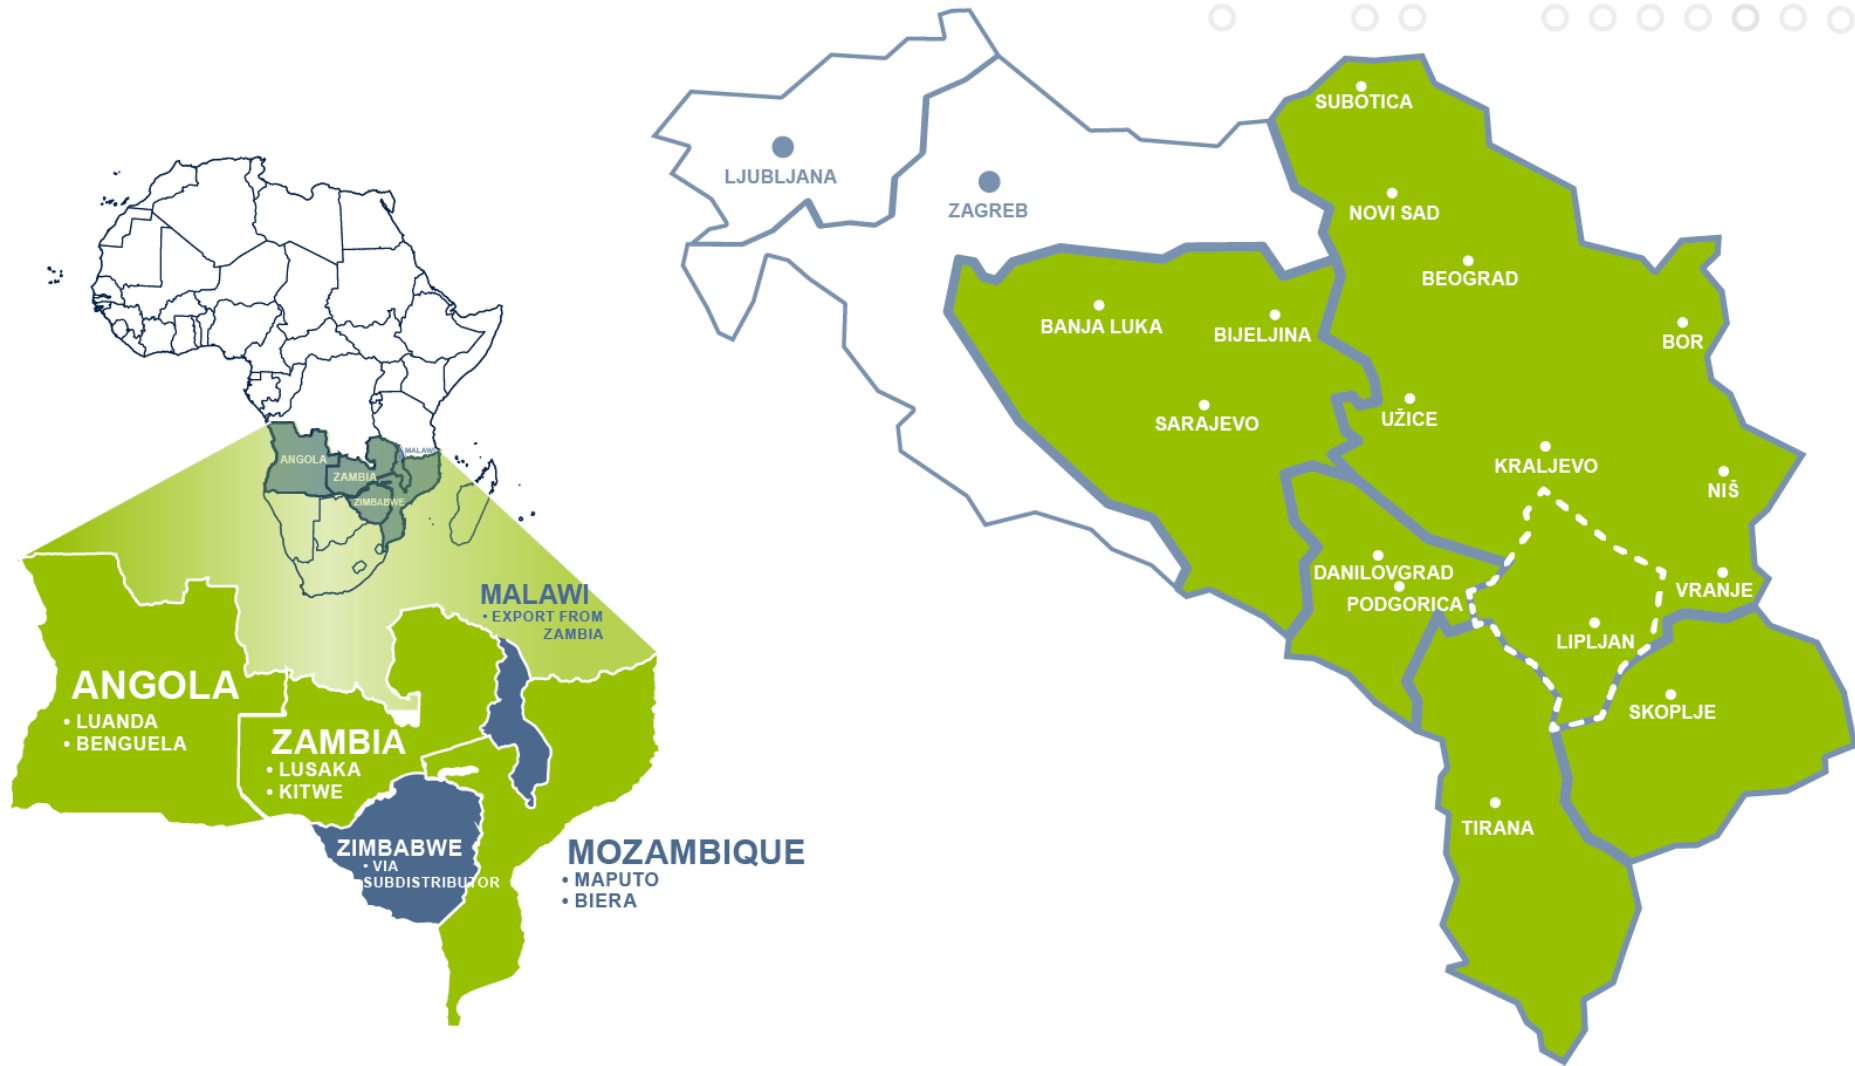 ANGOLA
ZAMBIA
MALAWI
ZIMBABWE
MALAWI
• EXPORT FROM
ZAMBIA
ANGOLA
• LUANDA
• BENGUELA
ZAMBIA
• LUSAKA
• KITWE
ZIMBABWE
• VIA
SUBDISTRIBUTOR
MOZAMBIQUE
• MAPUTO
• BIERA
LJUBLJANA
ZAGREB
SUBOTICA
NOVI SAD
BEOGRAD
BANJA LUKA
BIJELJINA
BOR
SARAJEVO
UŽICE
KRALJEVO
NIŠ
DANILOVGRAD
PODGORICA
VRANJE
LIPLJAN
SKOPLJE
TIRANA